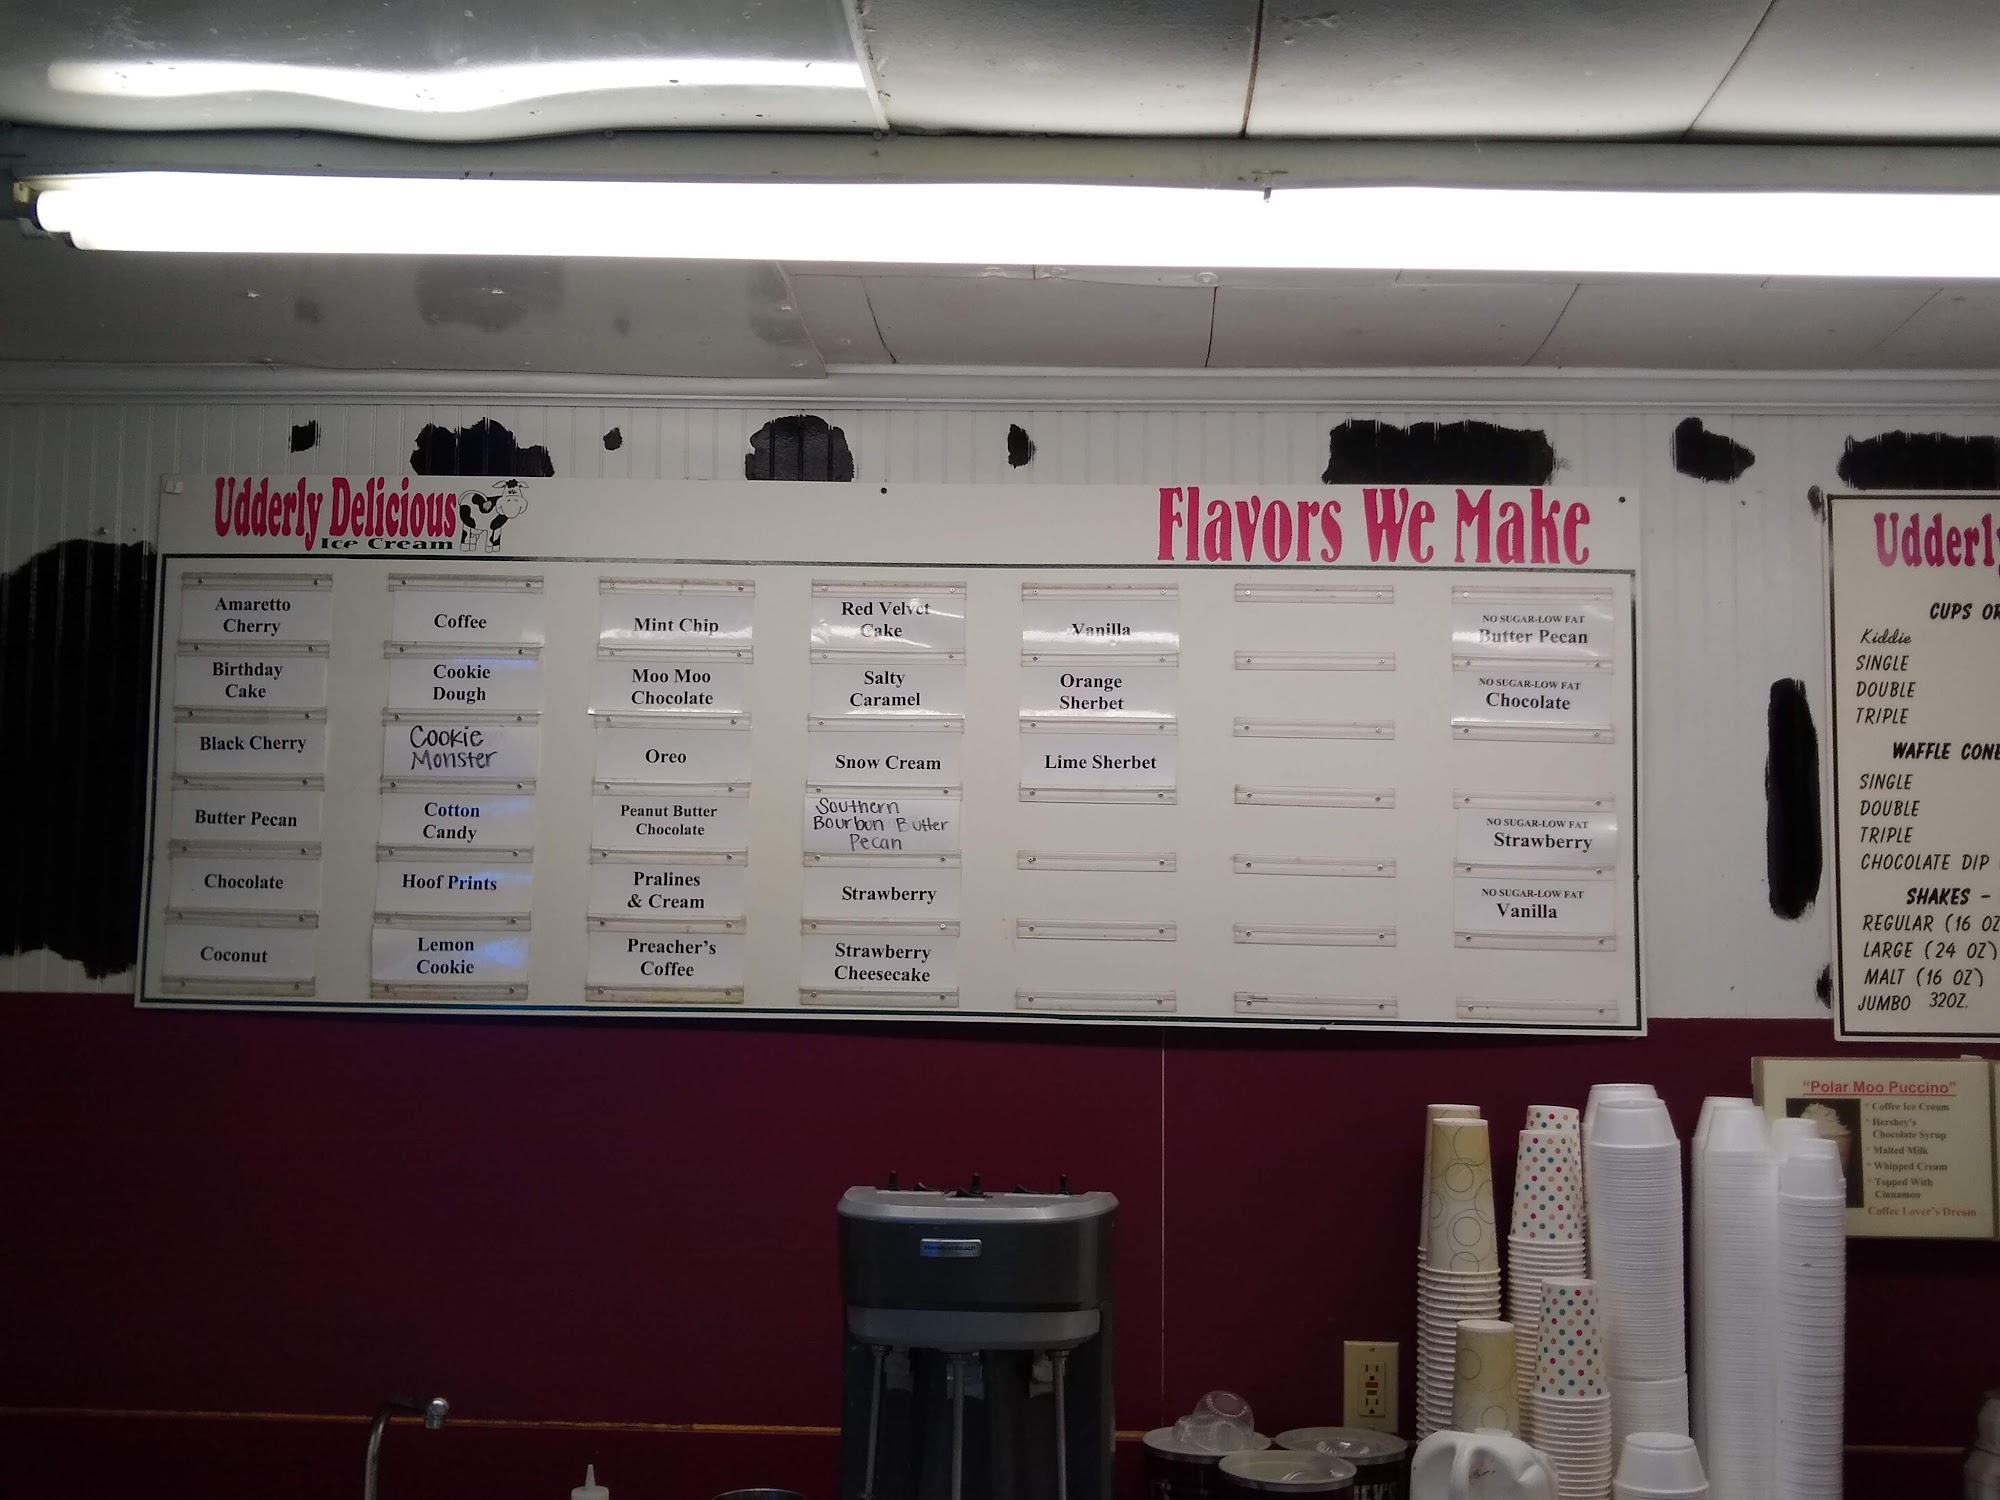 Udderly Delicious
Ice Cream
Flavors We Make
Amaretto
Cherry
Birthday
Cake
Black Cherry
Butter Pecan
Chocolate
Coconut
Coffee
Cookie
Dough
Cookie
Monster
Cotton
Candy
Hoof Prints
Lemon
Cookie
Mint Chip
Moo Moo
Chocolate
Oreo
Peanut Butter
Chocolate
Pralines
& Cream
Preacher's
Coffee
Red Velvet
Cake
Salty
Caramel
Snow Cream
Southern
Bourbon Butter
Pecan
Strawberry
Strawberry
Cheesecake
Vanilla
Orange
Sherbet
Lime Sherbet
NO SUGAR-LOW FAT
Butter Pecan
NO SUGAR-LOW FAT
Chocolate
NO SUGAR-LOW FAT
Strawberry
NO SUGAR-LOW FAT
Vanilla
Udderly
CUPS OR
Kiddie
SINGLE
DOUBLE
TRIPLE
WAFFLE CONE
SINGLE
DOUBLE
TRIPLE
CHOCOLATE DIP
SHAKES -
REGULAR (16 OZ
LARGE (24 OZ)
MALT (16 OZ)
JUMBO 32OZ.
"Polar Moo Puccino"
* Coffee Ice Cream
* Hershey's
Chocolate Syrup
* Malted Milk
* Whipped Cream
* Topped With
Cinnamon
Coffee Lover's Dream
Hamilton Beach